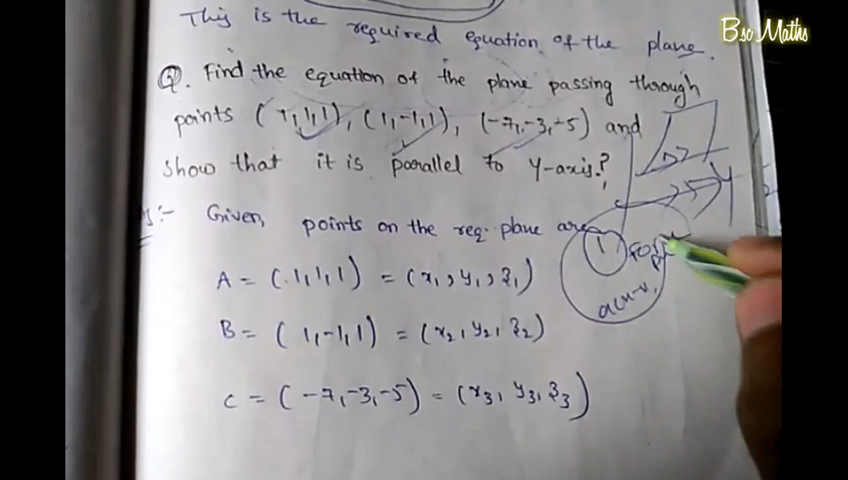 Bsc Maths
This is the required equation of the plane.
Q. Find the equation of the plane passing through
points (1,1,1), (1,-1,1), (-7,-3,-5) and
show that it is parallel to Y-axis.?
:- Given, points on the req. plane are
A = (1,1,1) = (x₁, y₁, z₁)
B = (1,-1,1) = (x₂, y₂, z₂)
C = (-7,-3,-5) = (x₃, y₃, z₃)
Y
1